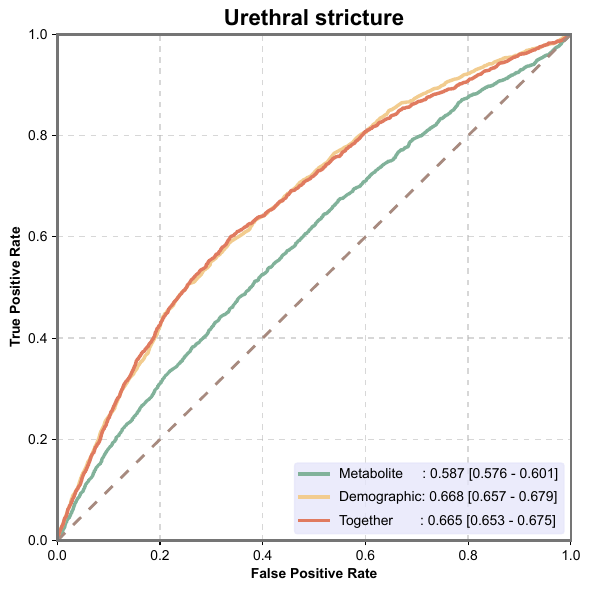 Urethral stricture
1.0
0.8
0.6
0.4
0.2
0.0
True Positive Rate
Metabolite : 0.587 [0.576 - 0.601]
Demographic: 0.668 [0.657 - 0.679]
Together : 0.665 [0.653 - 0.675]
0.0 0.2 0.4 0.6 0.8 1.0
False Positive Rate